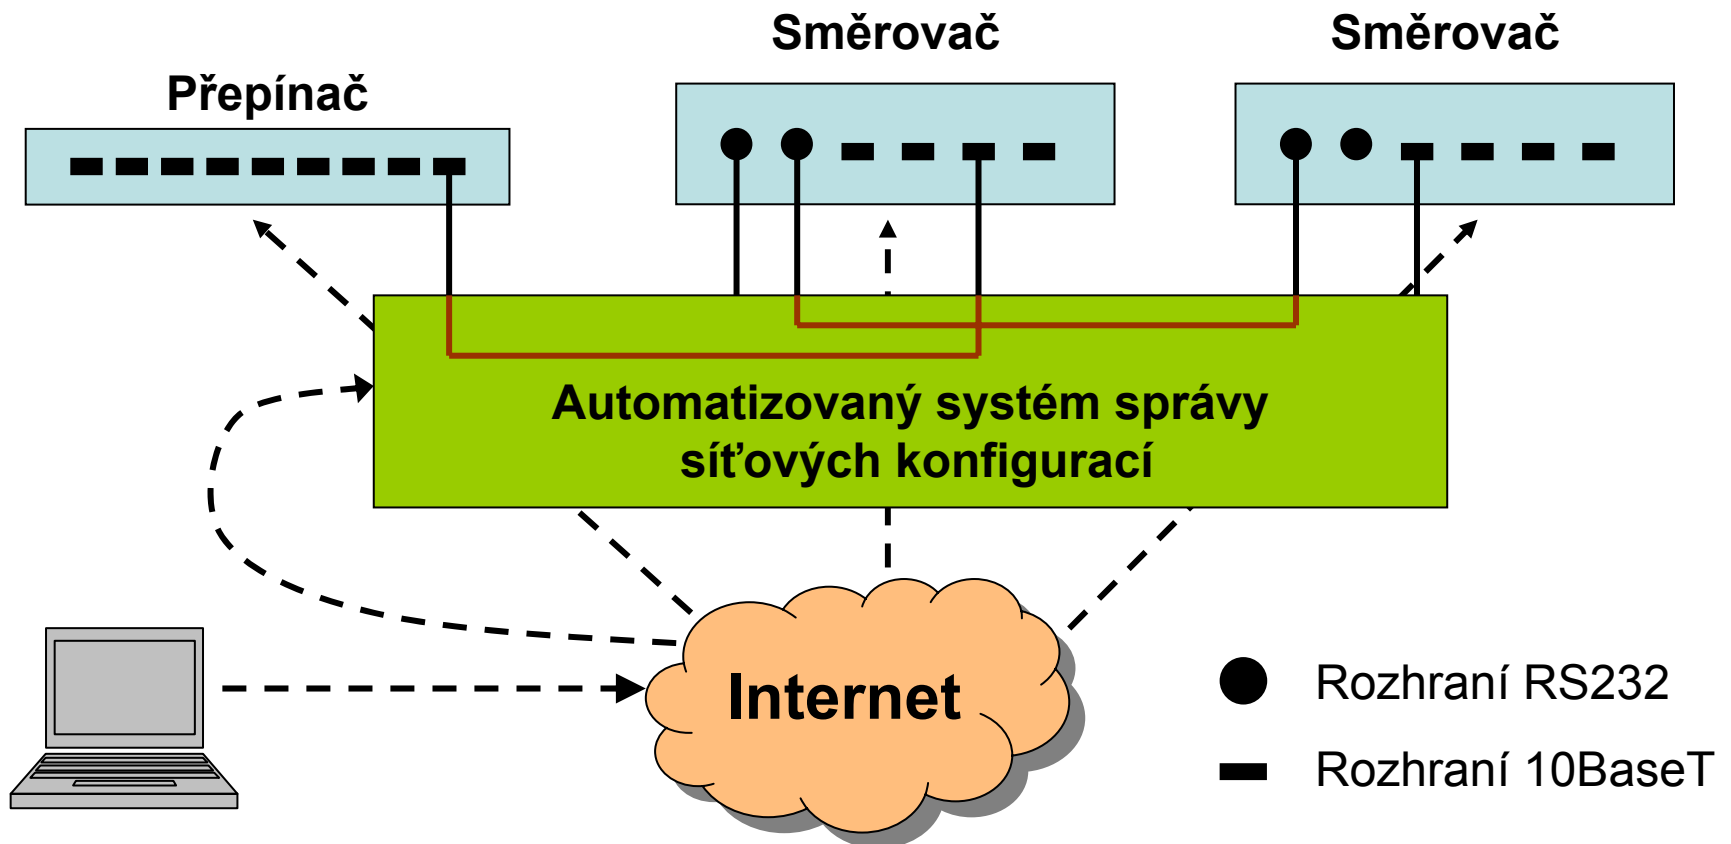 Směrovač
Směrovač
Přepínač
Automatizovaný systém správy
síťových konfigurací
Internet
Rozhraní RS232
Rozhraní 10BaseT